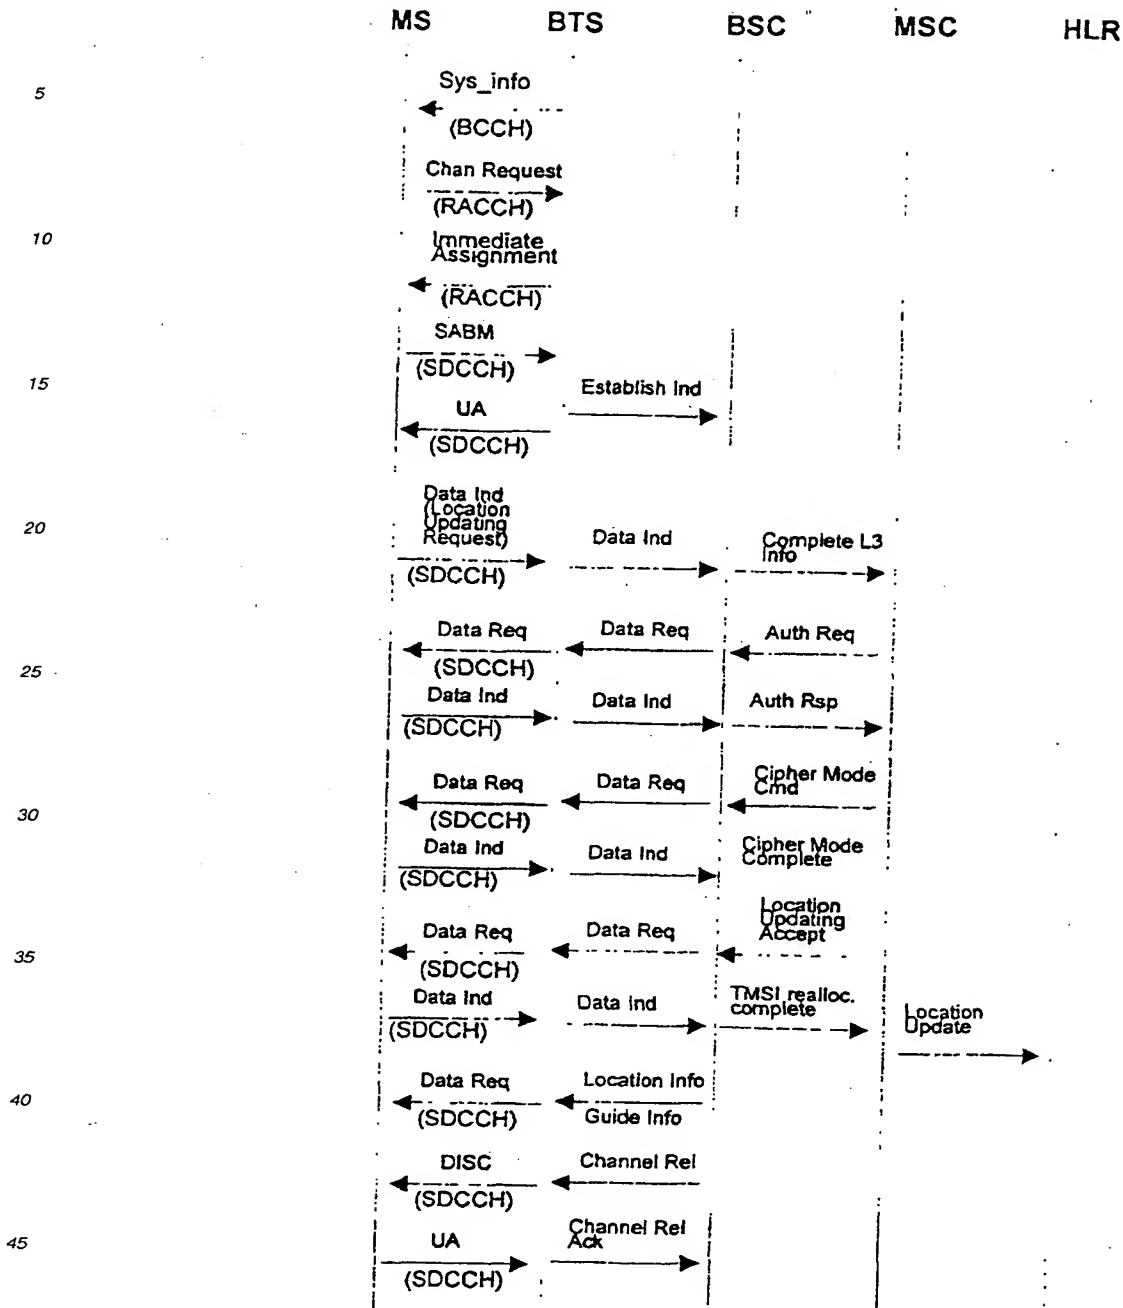 MS BTS BSC MSC HLR
Sys_info
5
(BCCH)
Chan Request
(RACCH)
10
Immediate
Assignment
(RACCH)
SABM
(SDCCH)
15
Establish Ind
UA
(SDCCH)
Data Ind
(Location
Updating
Request)
20
Data Ind
Complete L3
Info
(SDCCH)
Data Req Data Req Auth Req
(SDCCH)
25
Data Ind Data Ind Auth Rsp
(SDCCH)
Data Req Data Req Cipher Mode
Cmd
30
(SDCCH)
Data Ind Data Ind Cipher Mode
Complete
(SDCCH)
Location
Updating
Accept
Data Req Data Req
35
(SDCCH)
Data Ind Data Ind TMSI realloc.
complete
(SDCCH)
Location
Update
Data Req Location Info
40
(SDCCH) Guide Info
DISC Channel Rel
(SDCCH)
Channel Rel
Ack
45
UA
(SDCCH)